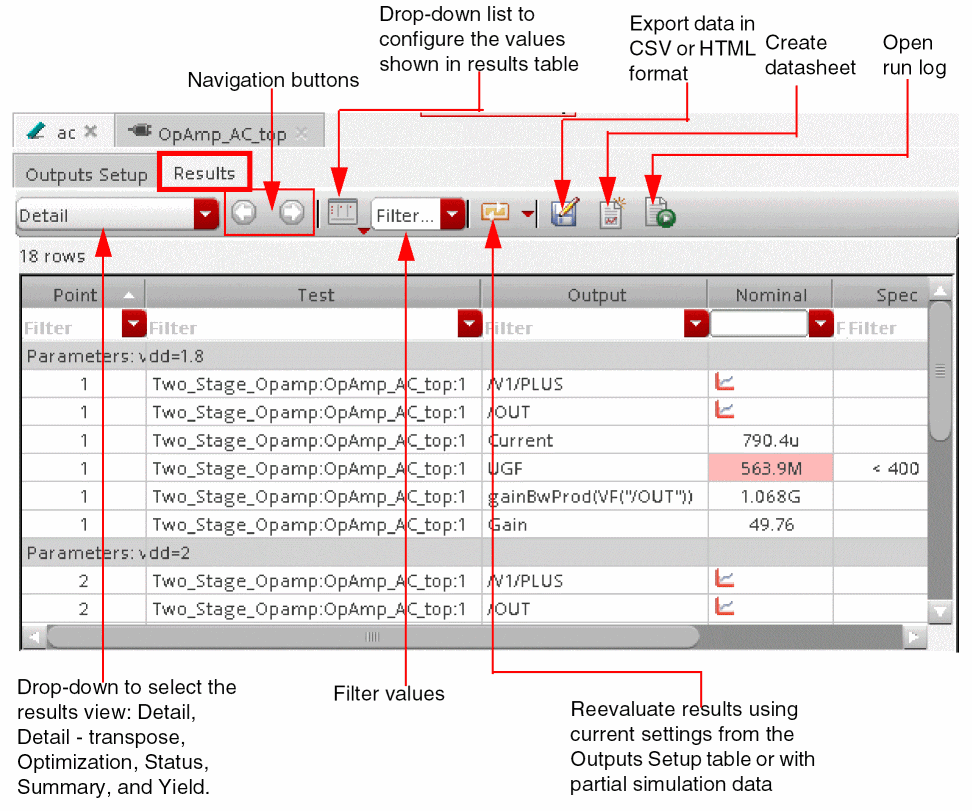 Drop-down list to
configure the values
shown in results table
Export data in
CSV or HTML
format
Create
datasheet
Open
run log
Navigation buttons
ac
OpAmp_AC_top
Outputs Setup
Results
Detail
Filter...
18 rows
Point Test Output Nominal Spec
Filter Filter Filter F Filter
Parameters: vdd=1.8
1 Two_Stage_Opamp:OpAmp_AC_top:1 /V1/PLUS
1 Two_Stage_Opamp:OpAmp_AC_top:1 /OUT
1 Two_Stage_Opamp:OpAmp_AC_top:1 Current 790.4u
1 Two_Stage_Opamp:OpAmp_AC_top:1 UGF 563.9M < 400
1 Two_Stage_Opamp:OpAmp_AC_top:1 gainBwProd(VF("/OUT")) 1.068G
1 Two_Stage_Opamp:OpAmp_AC_top:1 Gain 49.76
Parameters: vdd=2
2 Two_Stage_Opamp:OpAmp_AC_top:1 /V1/PLUS
2 Two_Stage_Opamp:OpAmp_AC_top:1 /OUT
Drop-down to select the
results view: Detail,
Detail - transpose,
Optimization, Status,
Summary, and Yield.
Filter values
Reevaluate results using
current settings from the
Outputs Setup table or with
partial simulation data